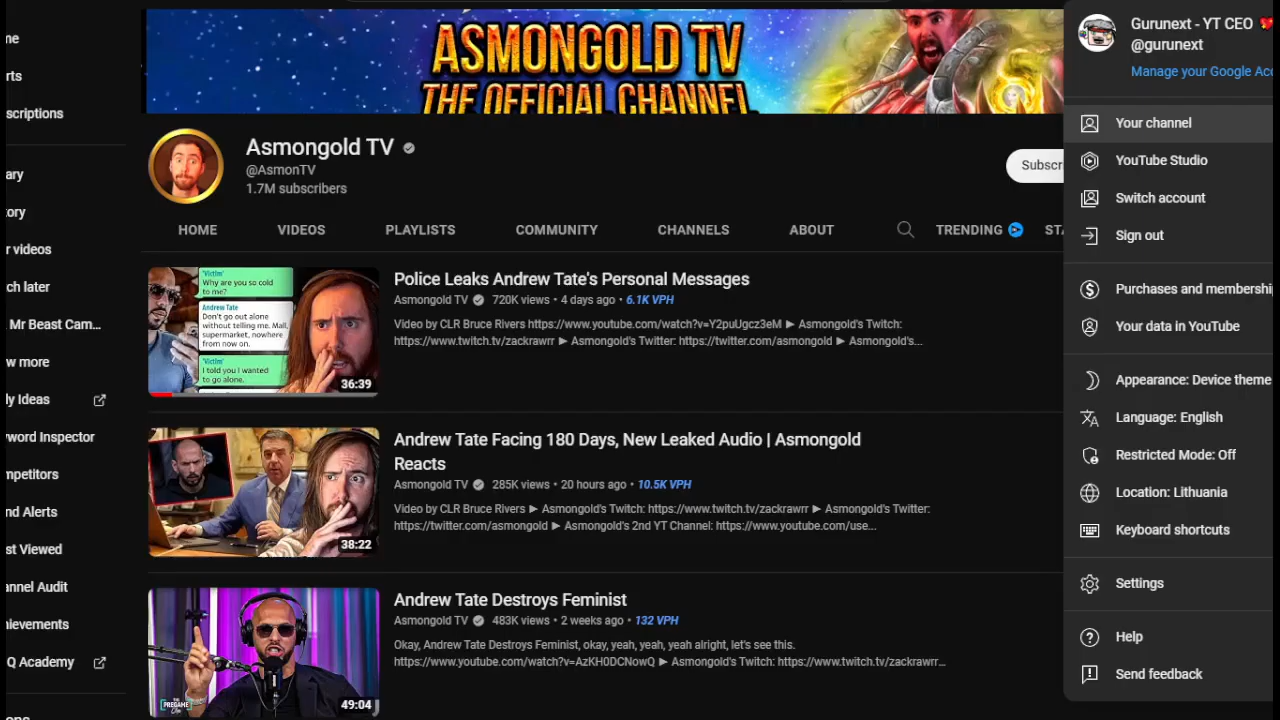 ASMONGOLD TV
THE OFFICIAL CHANNEL
Gurunext - YT CEO
@gurunext
Manage your Google Acc
me
rts
scriptions
ary
ory
r videos
ch later
Mr Beast Cam...
w more
ly Ideas
word Inspector
mpetitors
nd Alerts
st Viewed
annel Audit
hievements
Q Academy
Asmongold TV
@AsmonTV
1.7M subscribers
Subscr
HOME VIDEOS PLAYLISTS COMMUNITY CHANNELS ABOUT TRENDING STA
'Victim'
Why are you so cold
to me?
Andrew Tate
Don't go out alone
without telling me. Mall,
supermarket, nowhere
from now on.
'Victim'
I told you I wanted
to go alone.
36:39
Police Leaks Andrew Tate's Personal Messages
Asmongold TV 720K views • 4 days ago • 6.1K VPH
Video by CLR Bruce Rivers https://www.youtube.com/watch?v=Y2puUgcz3eM ► Asmongold's Twitch:
https://www.twitch.tv/zackrawrr ► Asmongold's Twitter: https://twitter.com/asmongold ► Asmongold's...
38:22
Andrew Tate Facing 180 Days, New Leaked Audio | Asmongold
Reacts
Asmongold TV 285K views • 20 hours ago • 10.5K VPH
Video by CLR Bruce Rivers ► Asmongold's Twitch: https://www.twitch.tv/zackrawrr ► Asmongold's Twitter:
https://twitter.com/asmongold ► Asmongold's 2nd YT Channel: https://www.youtube.com/use...
THE
PREGAME
49:04
Andrew Tate Destroys Feminist
Asmongold TV 483K views • 2 weeks ago • 132 VPH
Okay, Andrew Tate Destroys Feminist, okay, yeah, yeah, yeah alright, let's see this.
https://www.youtube.com/watch?v=AzKH0DCNowQ ► Asmongold's Twitch: https://www.twitch.tv/zackrawrr...
Your channel
YouTube Studio
Switch account
Sign out
Purchases and membershi
Your data in YouTube
Appearance: Device theme
Language: English
Restricted Mode: Off
Location: Lithuania
Keyboard shortcuts
Settings
Help
Send feedback